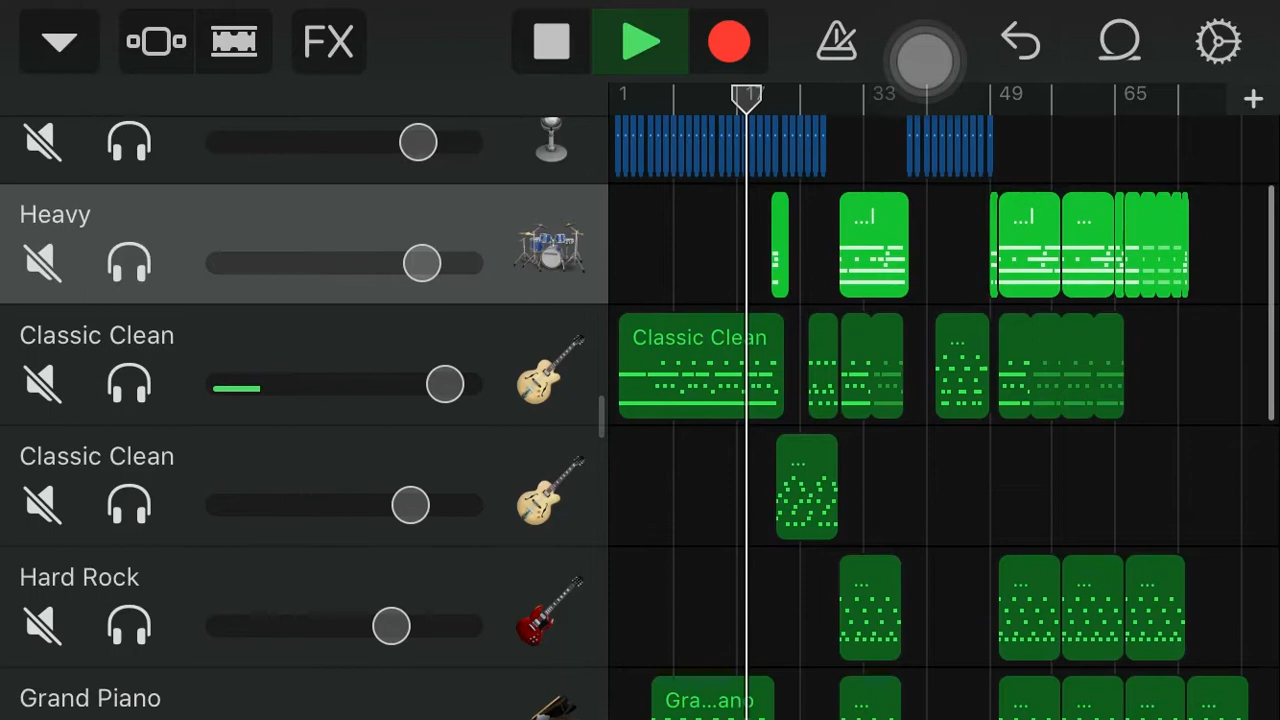 FX
1 17 33 49 65
Heavy
...l ...l ...
Classic Clean
Classic Clean ...
Classic Clean
...
Hard Rock
... ... ... ...
Grand Piano
Gra...ano ... ... ... ... ...